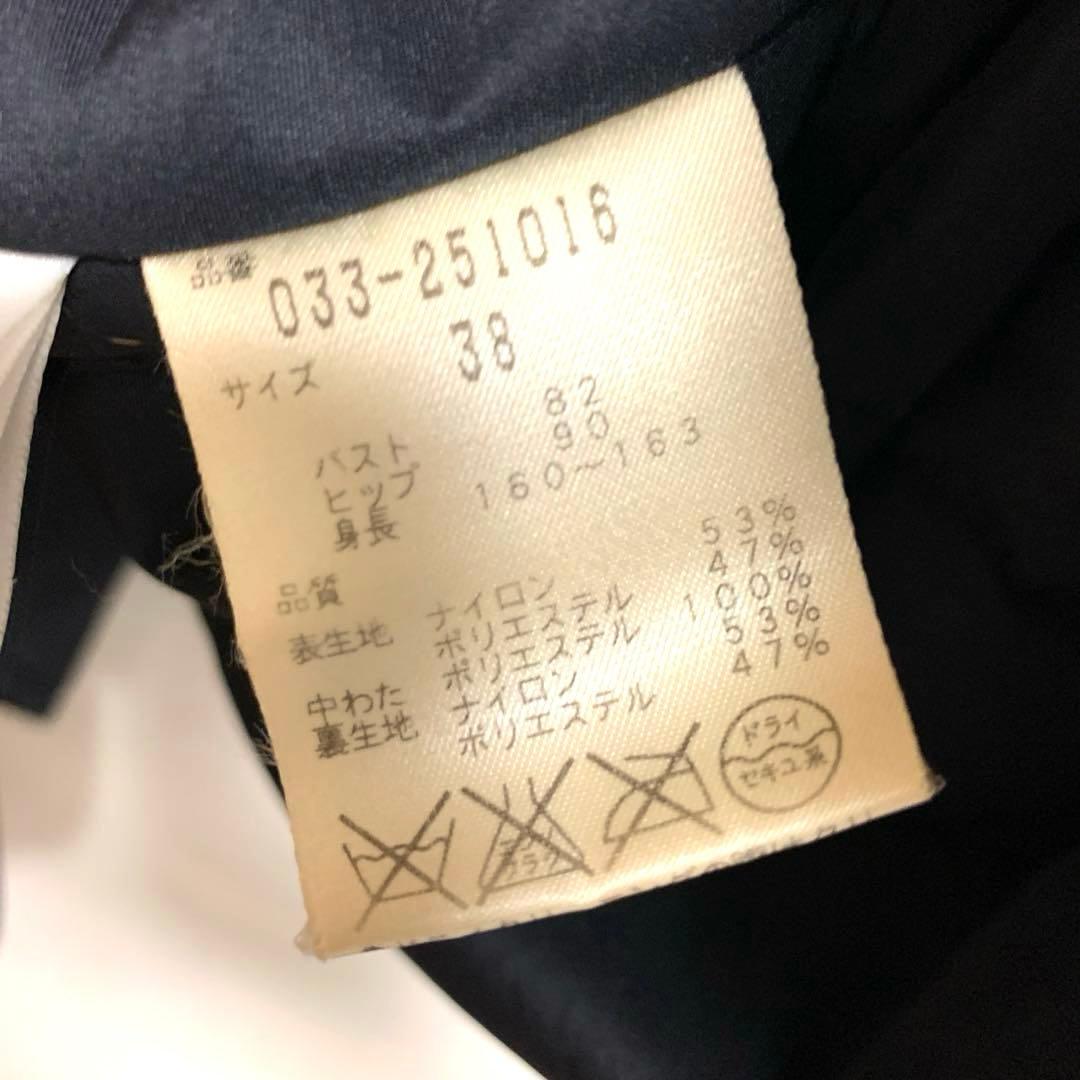 品番 033-251016
サイズ 38
バスト 82
ヒップ 90
身長 160～163
品質
表生地 ナイロン 53%
ポリエステル 47%
中わた ポリエステル 100%
裏生地 ナイロン 53%
ポリエステル 47%
ドライ
セキユ系